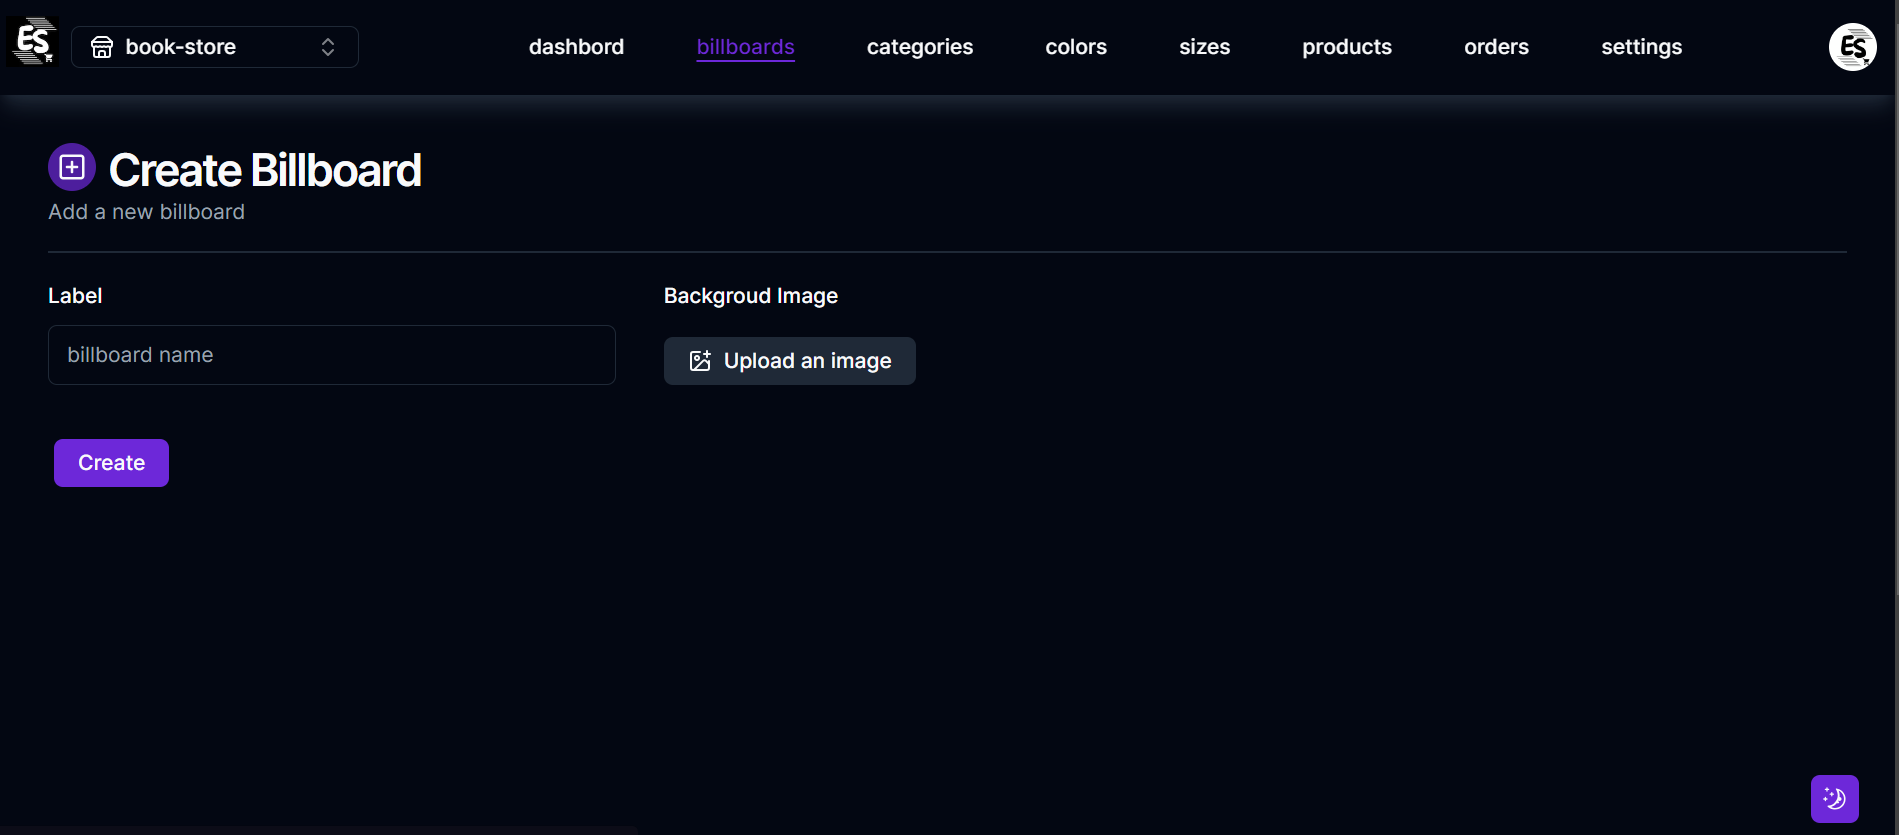 ES book-store dashbord billboards categories colors sizes products orders settings ES
Create Billboard
Add a new billboard
Label
billboard name
Backgroud Image
Upload an image
Create